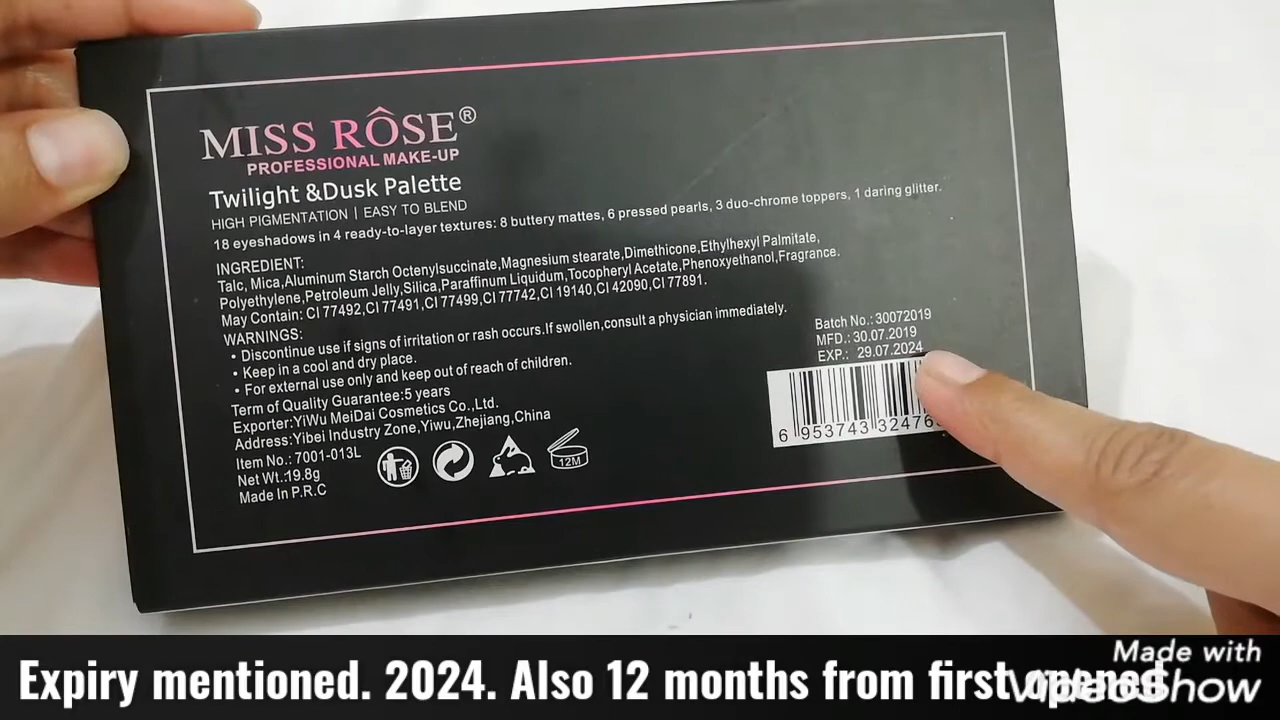 MISS RÔSE®
PROFESSIONAL MAKE-UP
Twilight &Dusk Palette
HIGH PIGMENTATION | EASY TO BLEND
18 eyeshadows in 4 ready-to-layer textures: 8 buttery mattes, 6 pressed pearls, 3 duo-chrome toppers, 1 daring glitter.
INGREDIENT:
Talc, Mica,Aluminum Starch Octenylsuccinate,Magnesium stearate,Dimethicone,Ethylhexyl Palmitate,
Polyethylene,Petroleum Jelly,Silica,Paraffinum Liquidum,Tocopheryl Acetate,Phenoxyethanol,Fragrance.
May Contain: CI 77492,CI 77491,CI 77499,CI 77742,CI 19140,CI 42090,CI 77891.
WARNINGS:
• Discontinue use if signs of irritation or rash occurs.If swollen,consult a physician immediately.
• Keep in a cool and dry place.
• For external use only and keep out of reach of children.
Term of Quality Guarantee:5 years
Exporter:YiWu MeiDai Cosmetics Co.,Ltd.
Address:Yibei Industry Zone,Yiwu,Zhejiang,China
Item No.: 7001-013L
Net Wt.:19.8g
Made In P.R.C
12M
Batch No.: 30072019
MFD.: 30.07.2019
EXP.: 29.07.2024
6 953743 32476
Expiry mentioned. 2024. Also 12 months from first opened
Made with
VideoShow